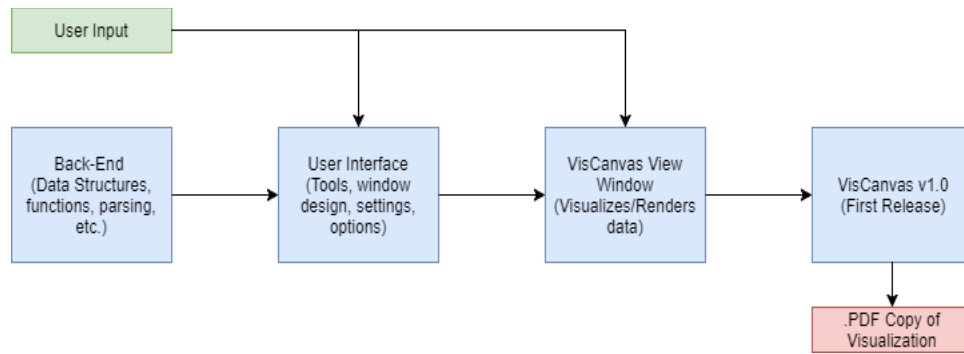 User Input
Back-End
(Data Structures,
functions, parsing,
etc.)
User Interface
(Tools, window
design, settings,
options)
VisCanvas View
Window
(Visualizes/Renders
data)
VisCanvas v1.0
(First Release)
.PDF Copy of
Visualization